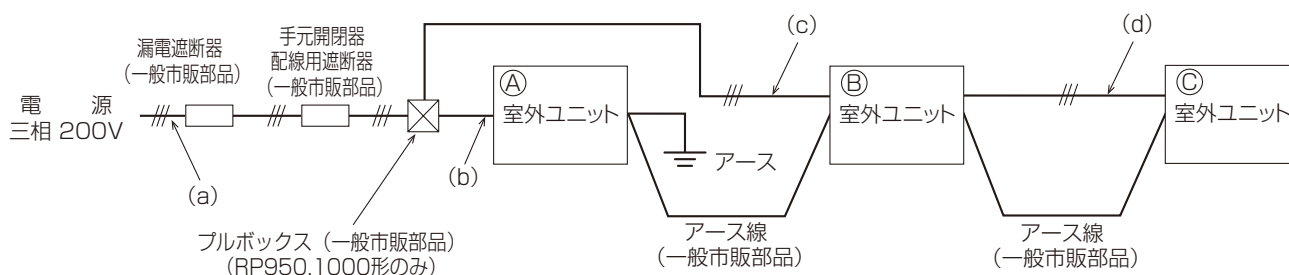 電　源
三相 200V
漏電遮断器
(一般市販部品)
手元開閉器
配線用遮断器
(一般市販部品)
(a)
プルボックス（一般市販部品）
(RP950,1000形のみ)
(b)
Ⓐ
室外ユニット
アース
アース線
(一般市販部品)
(c)
Ⓑ
室外ユニット
(d)
アース線
(一般市販部品)
Ⓒ
室外ユニット